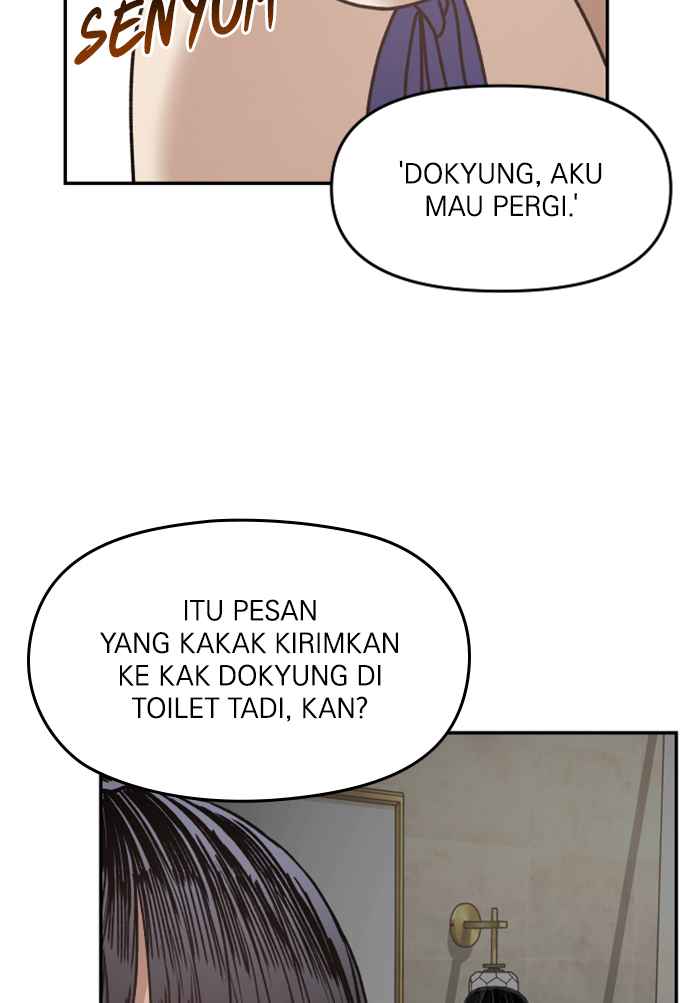 SENYUM
'DOKYUNG, AKU
MAU PERGI.'
ITU PESAN
YANG KAKAK KIRIMKAN
KE KAK DOKYUNG DI
TOILET TADI, KAN?